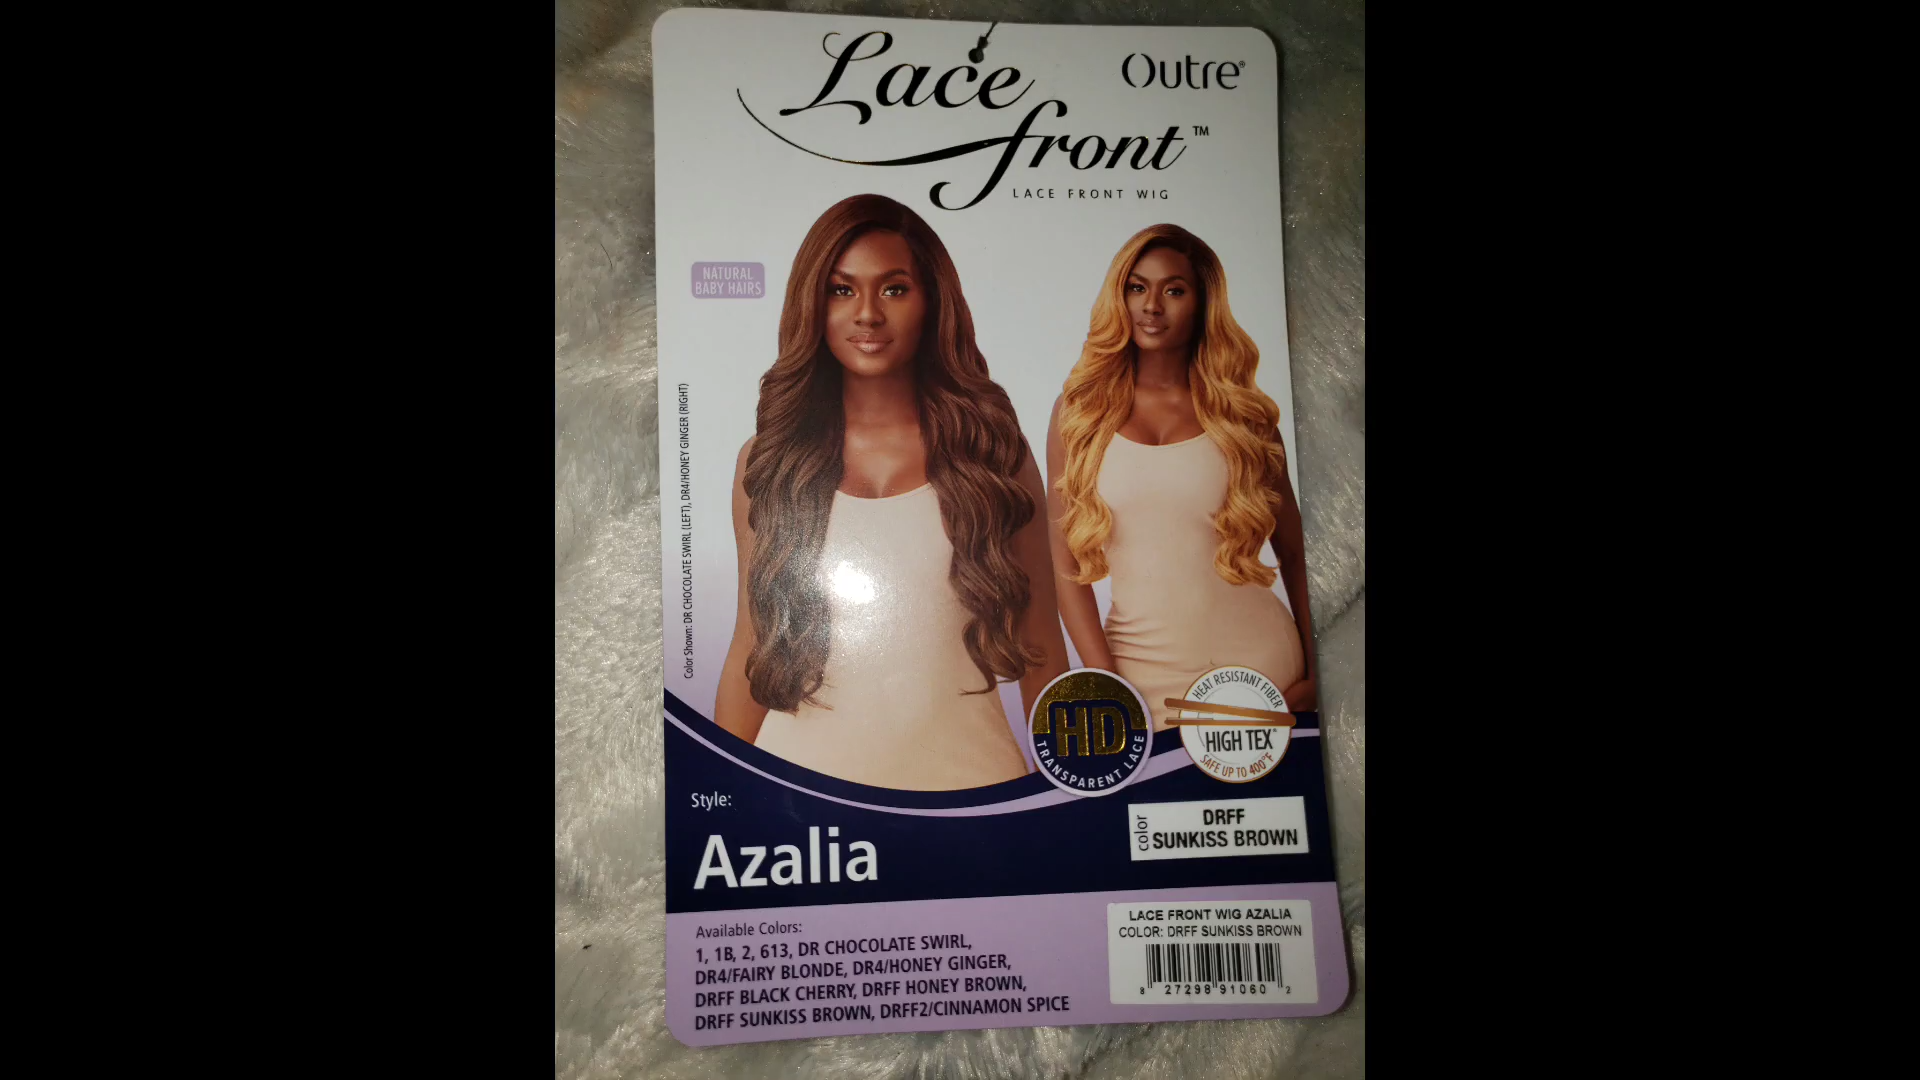 Lace
front™
Outre®
LACE FRONT WIG
NATURAL
BABY HAIRS
Color Shown: DR CHOCOLATE SWIRL (LEFT), DR4/HONEY GINGER (RIGHT)
HD
TRANSPARENT LACE
HEAT RESISTANT FIBER
HIGH TEX®
SAFE UP TO 400°F
Style:
Azalia
color
DRFF
SUNKISS BROWN
Available Colors:
1, 1B, 2, 613, DR CHOCOLATE SWIRL,
DR4/FAIRY BLONDE, DR4/HONEY GINGER,
DRFF BLACK CHERRY, DRFF HONEY BROWN,
DRFF SUNKISS BROWN, DRFF2/CINNAMON SPICE
LACE FRONT WIG AZALIA
COLOR: DRFF SUNKISS BROWN
8 27298 91060 2